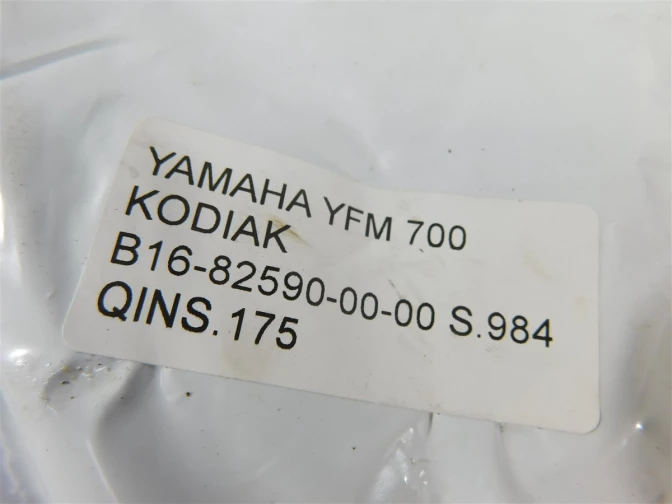 YAMAHA YFM 700
KODIAK
B16-82590-00-00 S.984
QINS.175